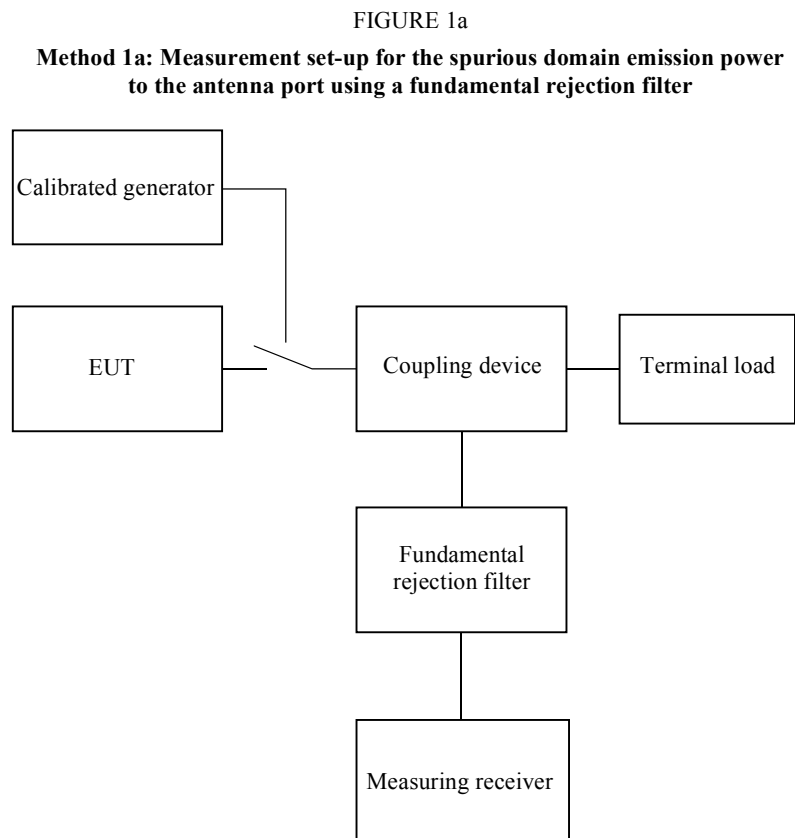 FIGURE 1a
Method 1a: Measurement set-up for the spurious domain emission power
to the antenna port using a fundamental rejection filter
Calibrated generator
EUT
Coupling device
Terminal load
Fundamental
rejection filter
Measuring receiver